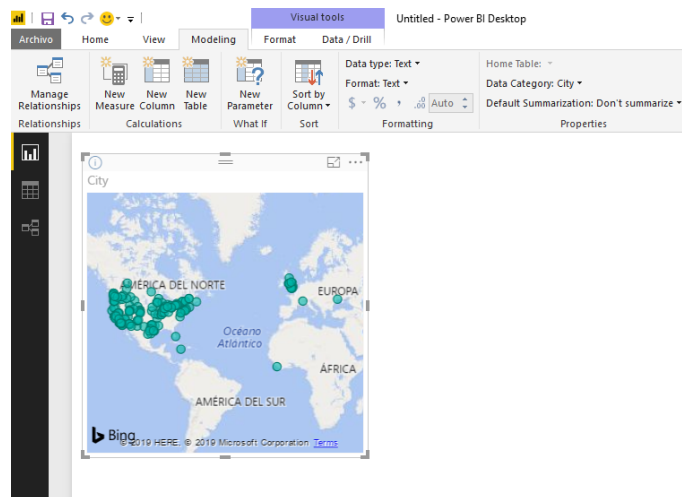 Visual tools
Untitled - Power BI Desktop
Archivo
Home
View
Modeling
Format
Data / Drill
Manage
Relationships
New
Measure
New
Column
New
Table
New
Parameter
Sort by
Column
Data type: Text
Format: Text
$ % , .00 Auto
Home Table:
Data Category: City
Default Summarization: Don't summarize
Relationships
Calculations
What If
Sort
Formatting
Properties
City
AMÉRICA DEL NORTE
EUROPA
Océano
Atlántico
ÁFRICA
AMÉRICA DEL SUR
Bing
© 2019 HERE. © 2019 Microsoft Corporation Terms